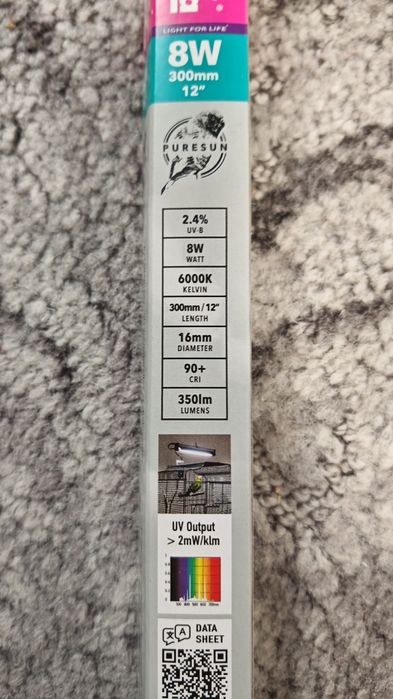 LIGHT FOR LIFE
8W
300mm
12"
PURESUN
2.4%
UV-B
8W
WATT
6000K
KELVIN
300mm / 12"
LENGTH
16mm
DIAMETER
90+
CRI
350lm
LUMENS
UV Output
> 2mW/klm
DATA
SHEET